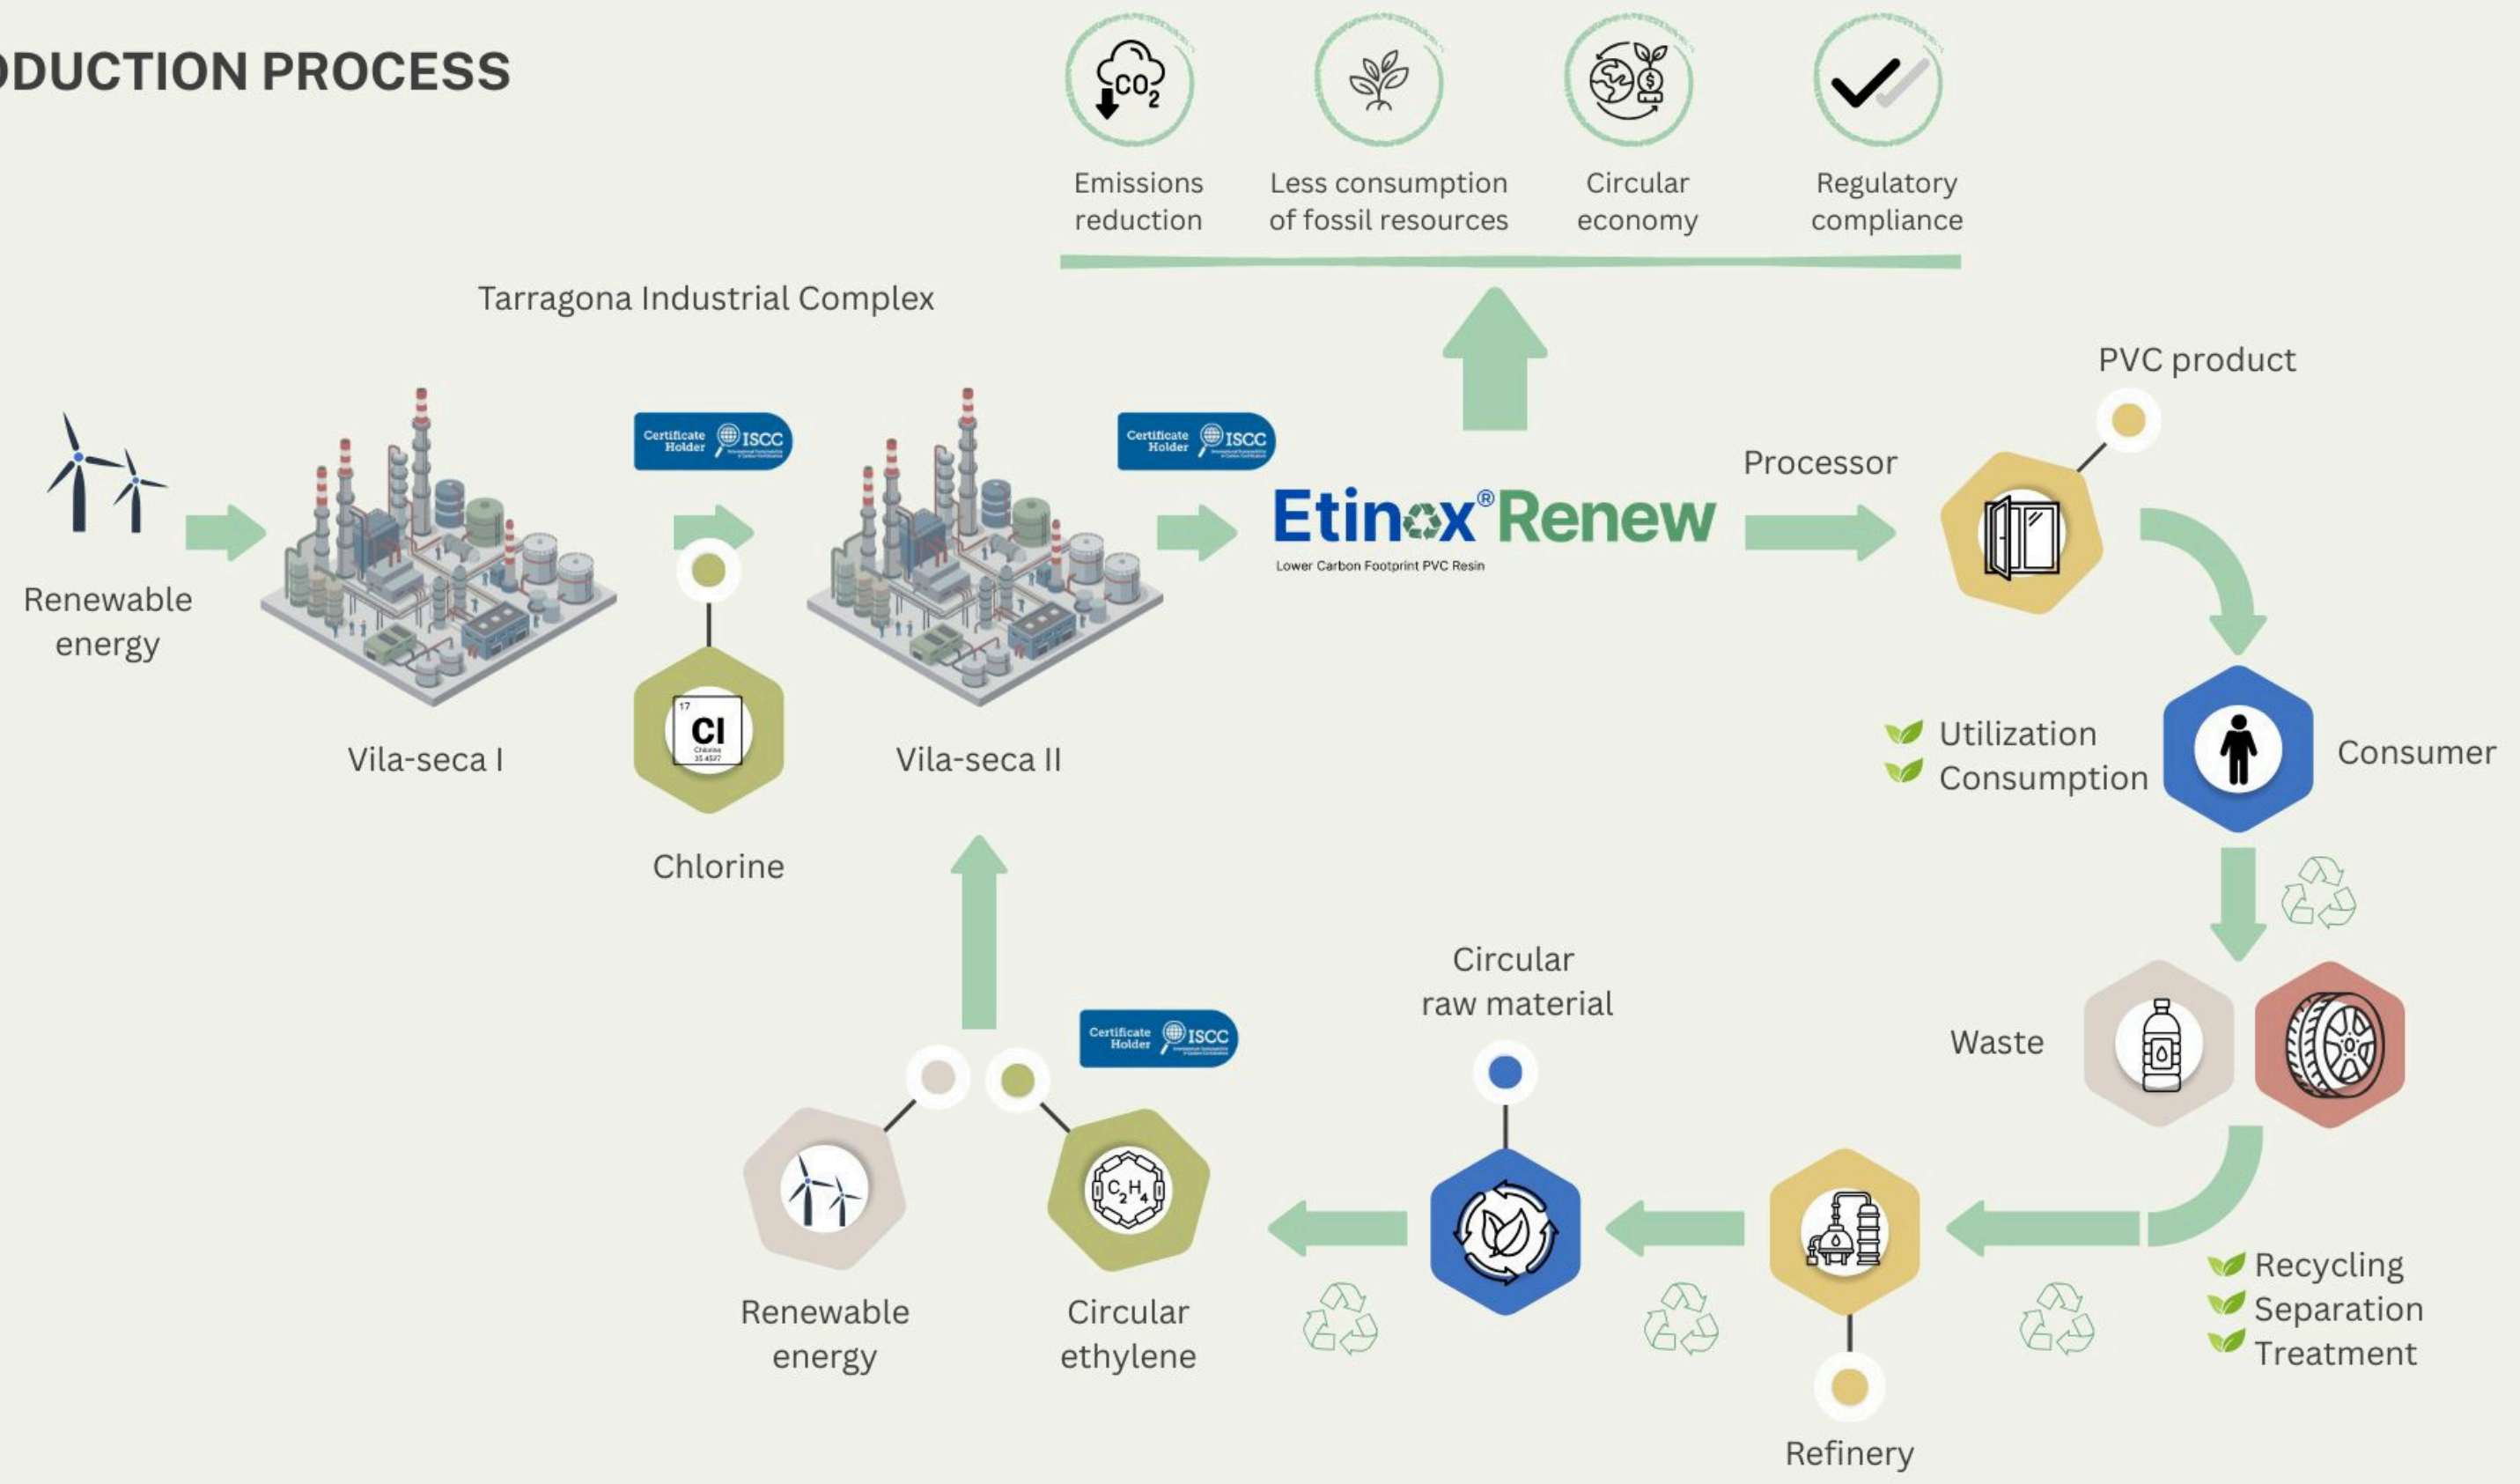 ODUCTION PROCESS
CO2
Emissions
reduction
Less consumption
of fossil resources
Circular
economy
Regulatory
compliance
Tarragona Industrial Complex
Renewable
energy
Vila-seca I
Certificate
Holder
ISCC
17
Cl
Chlorine
Chlorine
Vila-seca II
Certificate
Holder
ISCC
Etinox®Renew
Lower Carbon Footprint PVC Resin
Processor
PVC product
Utilization
Consumption
Consumer
Waste
Recycling
Separation
Treatment
Refinery
Circular
raw material
Certificate
Holder
ISCC
C2H4
Circular
ethylene
Renewable
energy